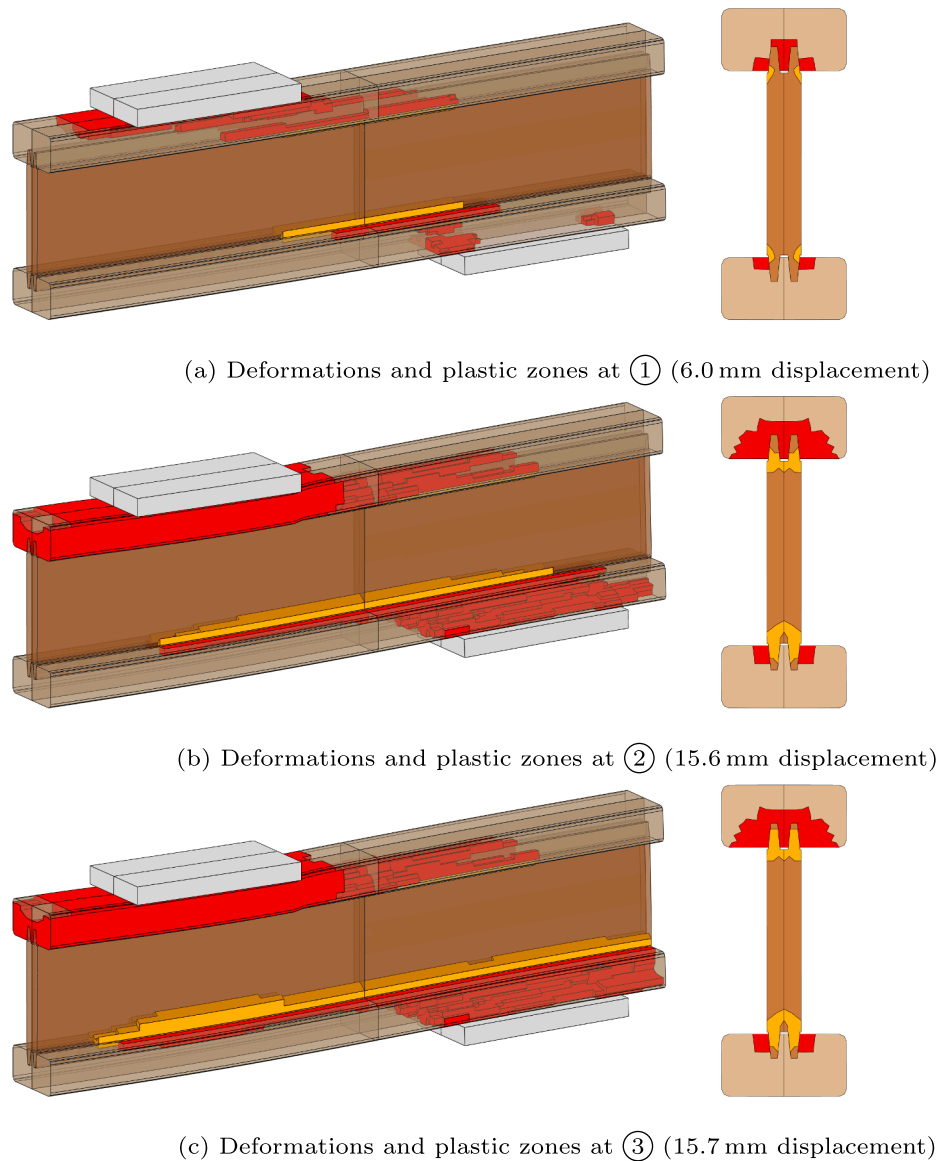 (a) Deformations and plastic zones at ① (6.0 mm displacement)
(b) Deformations and plastic zones at ② (15.6 mm displacement)
(c) Deformations and plastic zones at ③ (15.7 mm displacement)